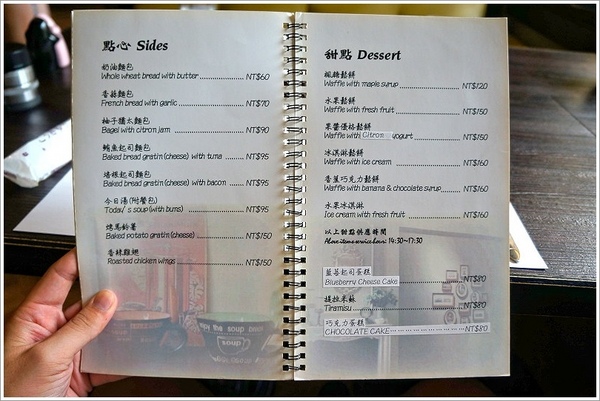 點心 Sides
奶油麵包
Whole wheat bread with butter ........ NT$60
香蒜麵包
French bread with garlic ........ NT$70
柚子猶太麵包
Bagel with citron jam ........ NT$90
鮪魚起司麵包
Baked bread gratin (cheese) with tuna ........ NT$95
培根起司麵包
Baked bread gratin (cheese) with bacon ........ NT$95
今日湯(附餐包)
Today's soup (with buns) ........ NT$95
焗烤鈴薯
Baked potato gratin (cheese) ........ NT$150
香辣雞翅
Roasted chicken wings ........ NT$150
甜點 Dessert
楓糖鬆餅
Waffle with maple syrup ........ NT$120
水果鬆餅
Waffle with fresh fruit ........ NT$150
果醬優格鬆餅
Waffle with Citron yogurt ........ NT$150
冰淇淋鬆餅
Waffle with ice cream ........ NT$160
香蕉巧克力鬆餅
Waffle with banana & chocolate syrup ........ NT$160
水果冰淇淋
Ice cream with fresh fruit ........ NT$160
以上甜點供應時間
Above items service hour: 14:30~17:30
藍莓起司蛋糕
Blueberry Cheese Cake ........ NT$80
提拉米蘇
Tiramisu ........ NT$80
巧克力蛋糕
CHOCOLATE CAKE ........ NT$80